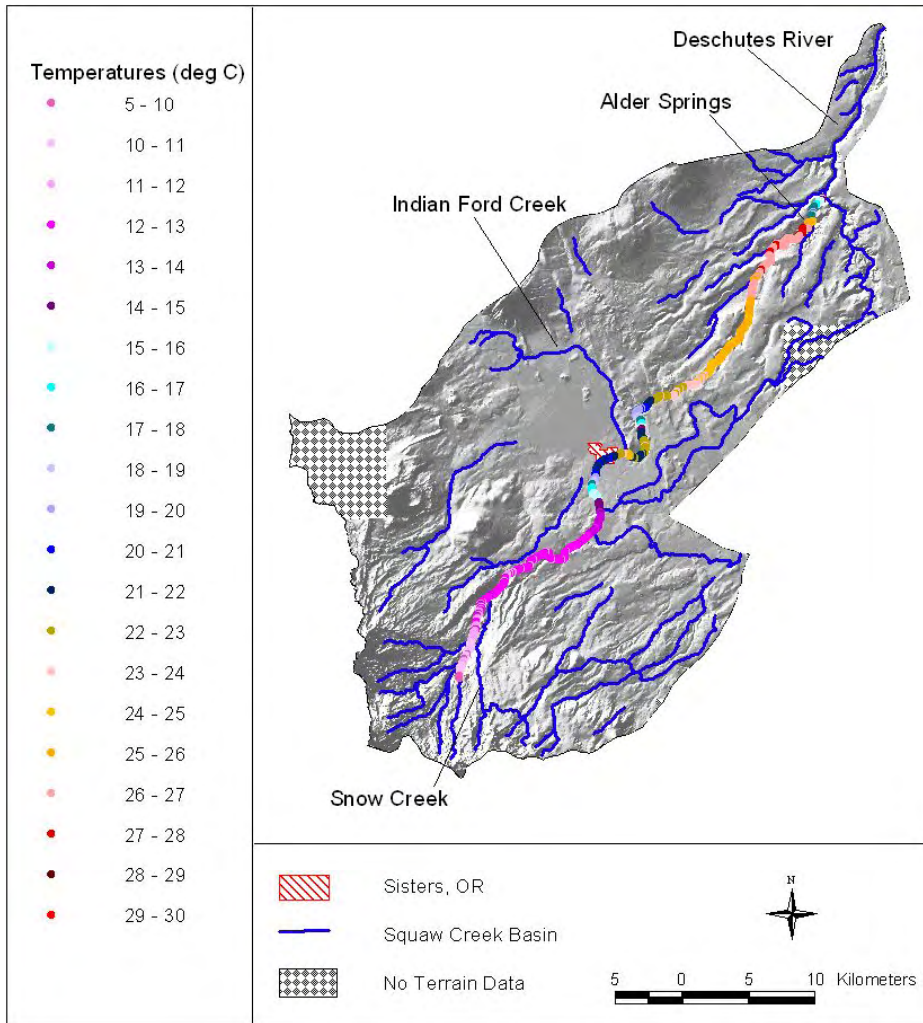 Temperatures (deg C)
5 - 10
10 - 11
11 - 12
12 - 13
13 - 14
14 - 15
15 - 16
16 - 17
17 - 18
18 - 19
19 - 20
20 - 21
21 - 22
22 - 23
23 - 24
24 - 25
25 - 26
26 - 27
27 - 28
28 - 29
29 - 30
Deschutes River
Alder Springs
Indian Ford Creek
Snow Creek
Sisters, OR
Squaw Creek Basin
No Terrain Data
N
5 0 5 10 Kilometers